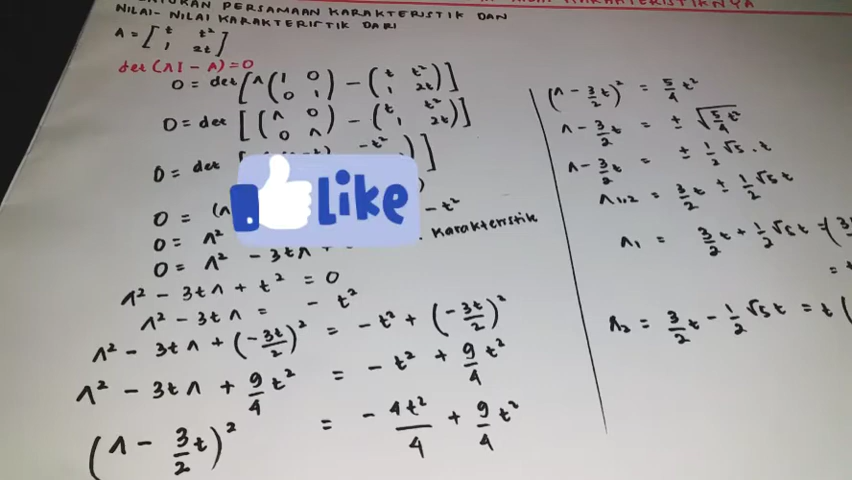 PERSAMAAN KARAKTERISTIK DAN
NILAI-NILAI KARAKTERISTIK DARI
A = [t t²
1 2t]
det (λI - A) = 0
0 = det [λ(1 0
0 1) - (t t²
1 2t)]
0 = det [(λ 0
0 λ) - (t t²
1 2t)]
0 = det [ -t²
)]
Like
0 = (λ - t²
0 = λ² . Karakteristik
0 = λ² - 3tλ +
λ² - 3tλ + t² = 0
λ² - 3tλ = - t²
λ² - 3tλ + (-3t/2)² = -t² + (-3t/2)²
λ² - 3tλ + 9/4 t² = - t² + 9/4 t²
(λ - 3/2 t)² = - 4t²/4 + 9/4 t²
(λ - 3/2 t)² = 5/4 t²
λ - 3/2 t = ± √(5/4 t²)
λ - 3/2 t = ± 1/2 √5 . t
λ1,2 = 3/2 t ± 1/2 √5 t
λ1 = 3/2 t + 1/2 √5 t = (
=
λ2 = 3/2 t - 1/2 √5 t = t (